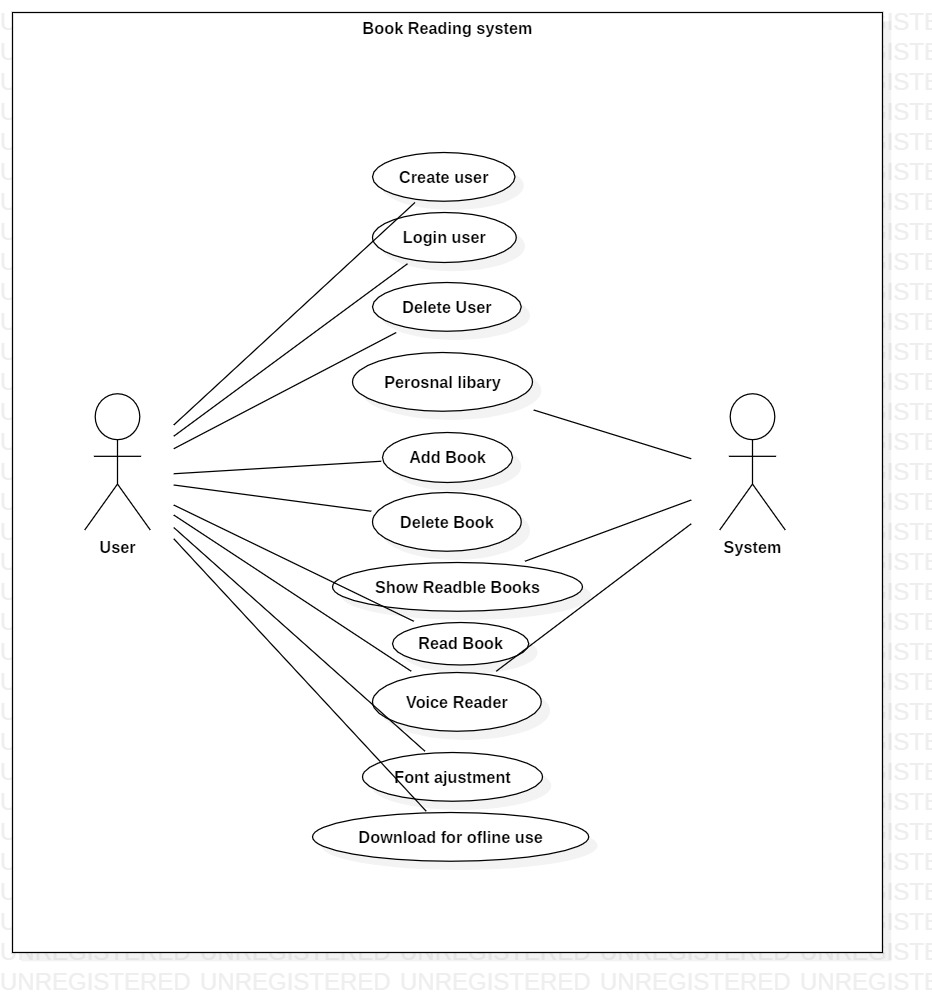 Book Reading system
Create user
Login user
Delete User
Perosnal libary
Add Book
Delete Book
User
System
Show Readble Books
Read Book
Voice Reader
Font ajustment
Download for ofline use
UNREGISTERED UNREGISTERED UNREGISTERED UNREGISTERED UNREGISTERED